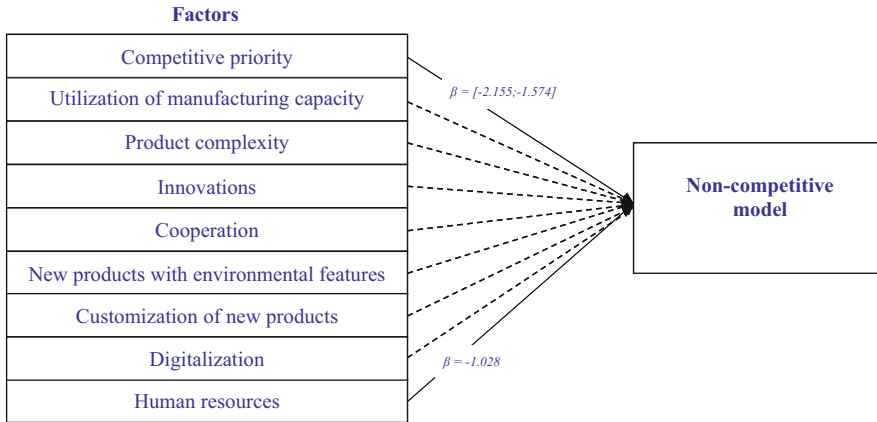 Factors
Competitive priority
β = [-2.155;-1.574]
Utilization of manufacturing capacity
Product complexity
Innovations
Non-competitive
model
Cooperation
New products with environmental features
Customization of new products
Digitalization
β = -1.028
Human resources